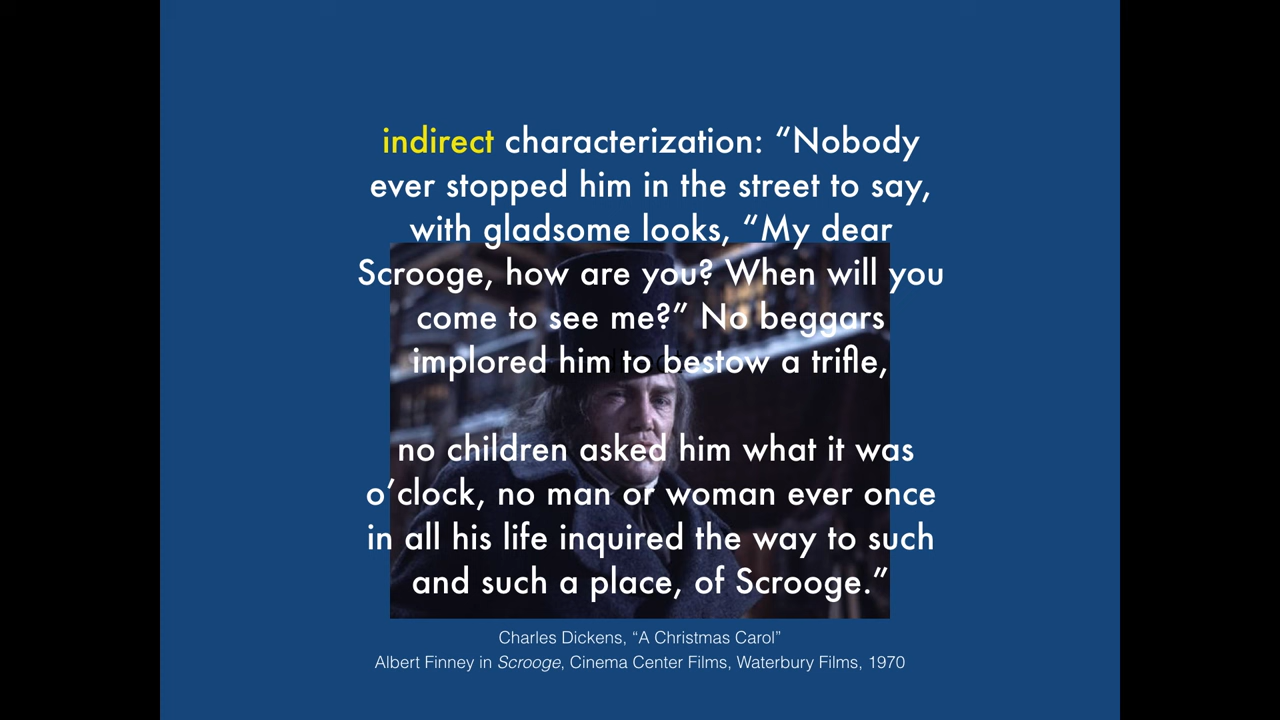 indirect characterization: “Nobody
ever stopped him in the street to say,
with gladsome looks, “My dear
Scrooge, how are you? When will you
come to see me?” No beggars
implored him to bestow a trifle,
no children asked him what it was
o’clock, no man or woman ever once
in all his life inquired the way to such
and such a place, of Scrooge.”
Charles Dickens, “A Christmas Carol”
Albert Finney in Scrooge, Cinema Center Films, Waterbury Films, 1970